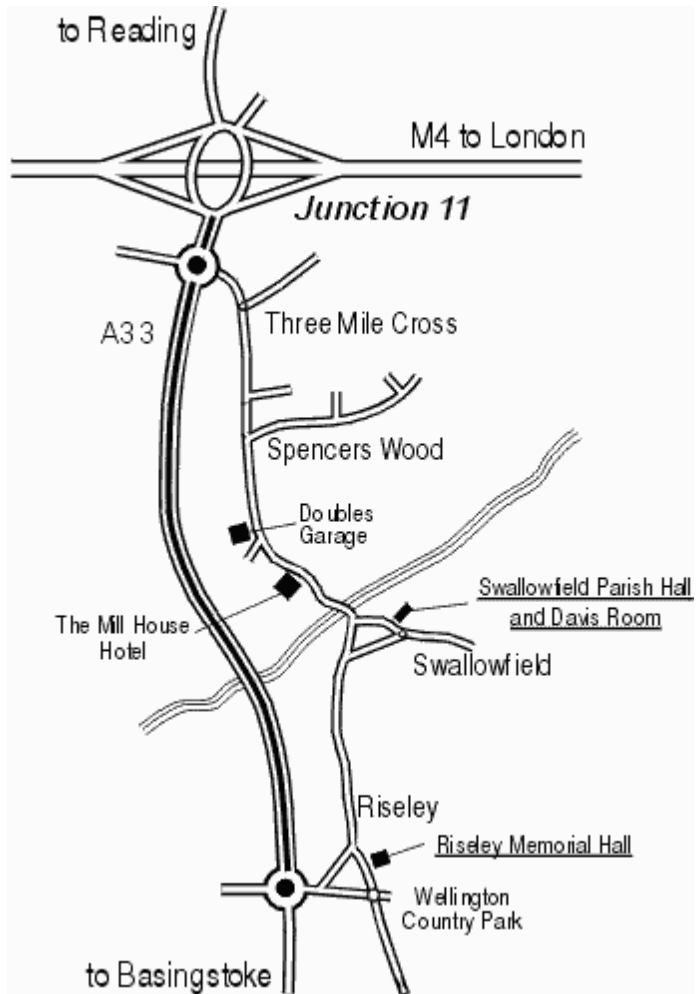 to Reading
M4 to London
Junction 11
A33
Three Mile Cross
Spencers Wood
Doubles
Garage
Swallowfield Parish Hall
and Davis Room
The Mill House
Hotel
Swallowfield
Riseley
Riseley Memorial Hall
Wellington
Country Park
to Basingstoke